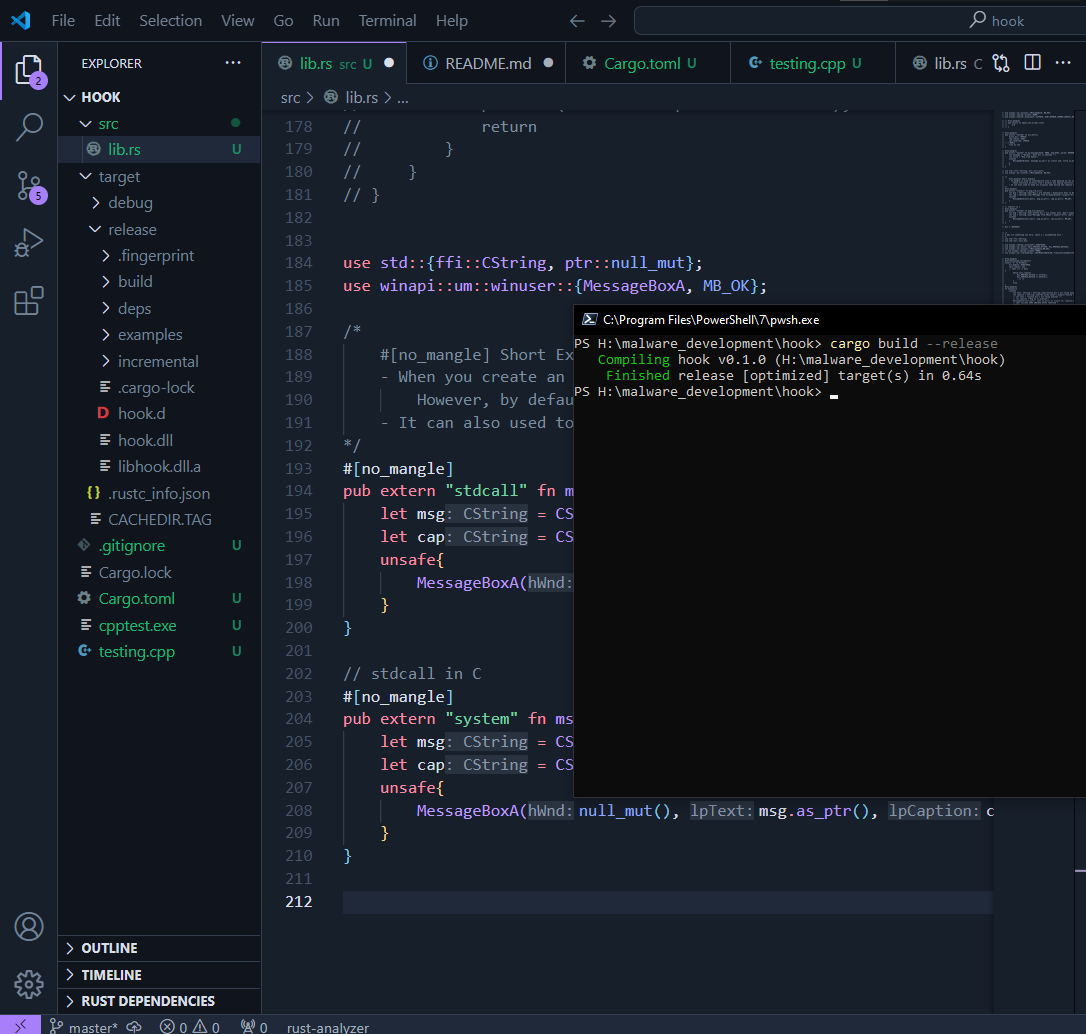 File Edit Selection View Go Run Terminal Help
hook
EXPLORER
2
HOOK
src
lib.rs U
target
debug
release
.fingerprint
build
deps
examples
incremental
.cargo-lock
hook.d
hook.dll
libhook.dll.a
.rustc_info.json
CACHEDIR.TAG
.gitignore U
Cargo.lock
Cargo.toml U
cpptest.exe U
testing.cpp U
5
OUTLINE
TIMELINE
RUST DEPENDENCIES
lib.rs src U
README.md
Cargo.toml U
testing.cpp U
lib.rs C
src > lib.rs > ...
178 // return
179 // }
180 // }
181 // }
182
183
184 use std::{ffi::CString, ptr::null_mut};
185 use winapi::um::winuser::{MessageBoxA, MB_OK};
186
187 /*
188 #[no_mangle] Short Ex
189 - When you create an
190 However, by defau
191 - It can also used to
192 */
193 #[no_mangle]
194 pub extern "stdcall" fn m
195 let msg: CString = CS
196 let cap: CString = CS
197 unsafe{
198 MessageBoxA(hWnd:
199 }
200 }
201
202 // stdcall in C
203 #[no_mangle]
204 pub extern "system" fn ms
205 let msg: CString = CS
206 let cap: CString = CS
207 unsafe{
208 MessageBoxA(hWnd: null_mut(), lpText: msg.as_ptr(), lpCaption: c
209 }
210 }
211
212
C:\Program Files\PowerShell\7\pwsh.exe
PS H:\malware_development\hook> cargo build --release
Compiling hook v0.1.0 (H:\malware_development\hook)
Finished release [optimized] target(s) in 0.64s
PS H:\malware_development\hook>
master* 0 0 0 rust-analyzer